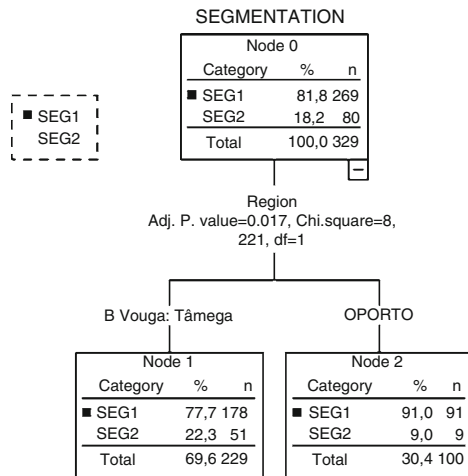 SEGMENTATION
Node 0
Category % n
SEG1 81,8 269
SEG2 18,2 80
Total 100,0 329
SEG1
SEG2
Region
Adj. P. value=0.017, Chi.square=8,
221, df=1
B Vouga: Tâmega
OPORTO
Node 1
Category % n
SEG1 77,7 178
SEG2 22,3 51
Total 69,6 229
Node 2
Category % n
SEG1 91,0 91
SEG2 9,0 9
Total 30,4 100